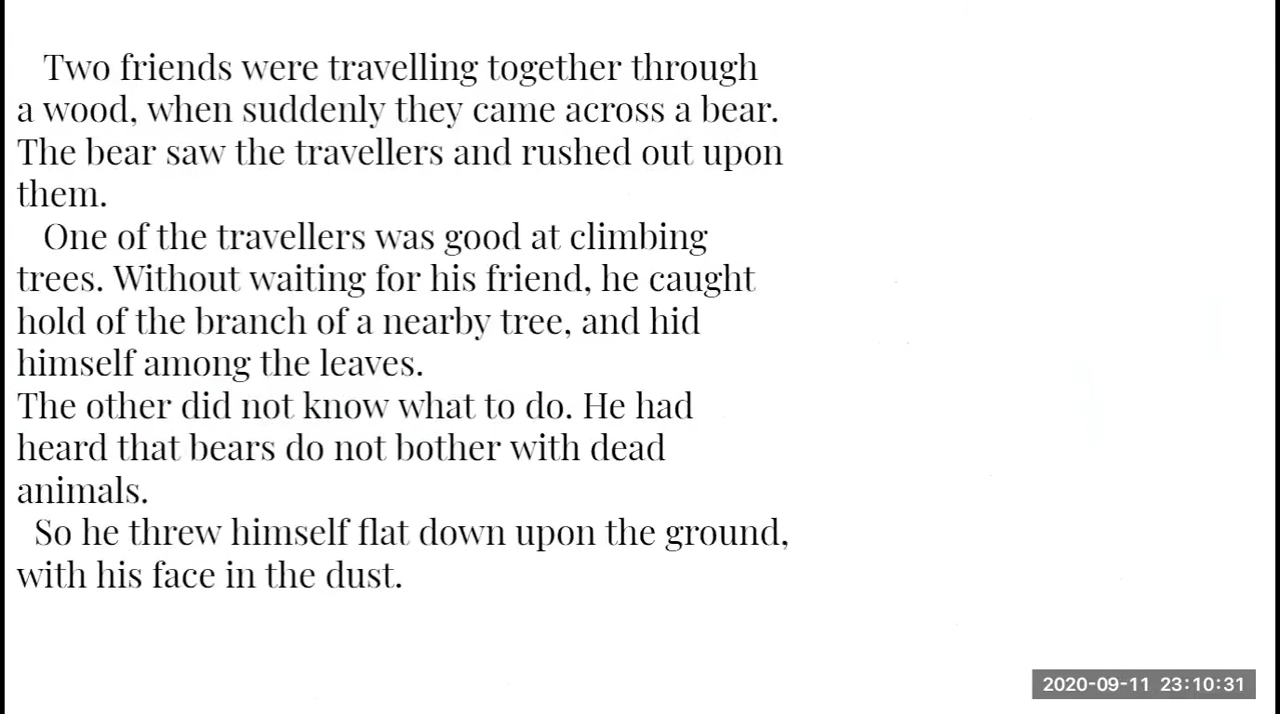 Two friends were travelling together through
a wood, when suddenly they came across a bear.
The bear saw the travellers and rushed out upon
them.
One of the travellers was good at climbing
trees. Without waiting for his friend, he caught
hold of the branch of a nearby tree, and hid
himself among the leaves.
The other did not know what to do. He had
heard that bears do not bother with dead
animals.
So he threw himself flat down upon the ground,
with his face in the dust.
2020-09-11 23:10:31